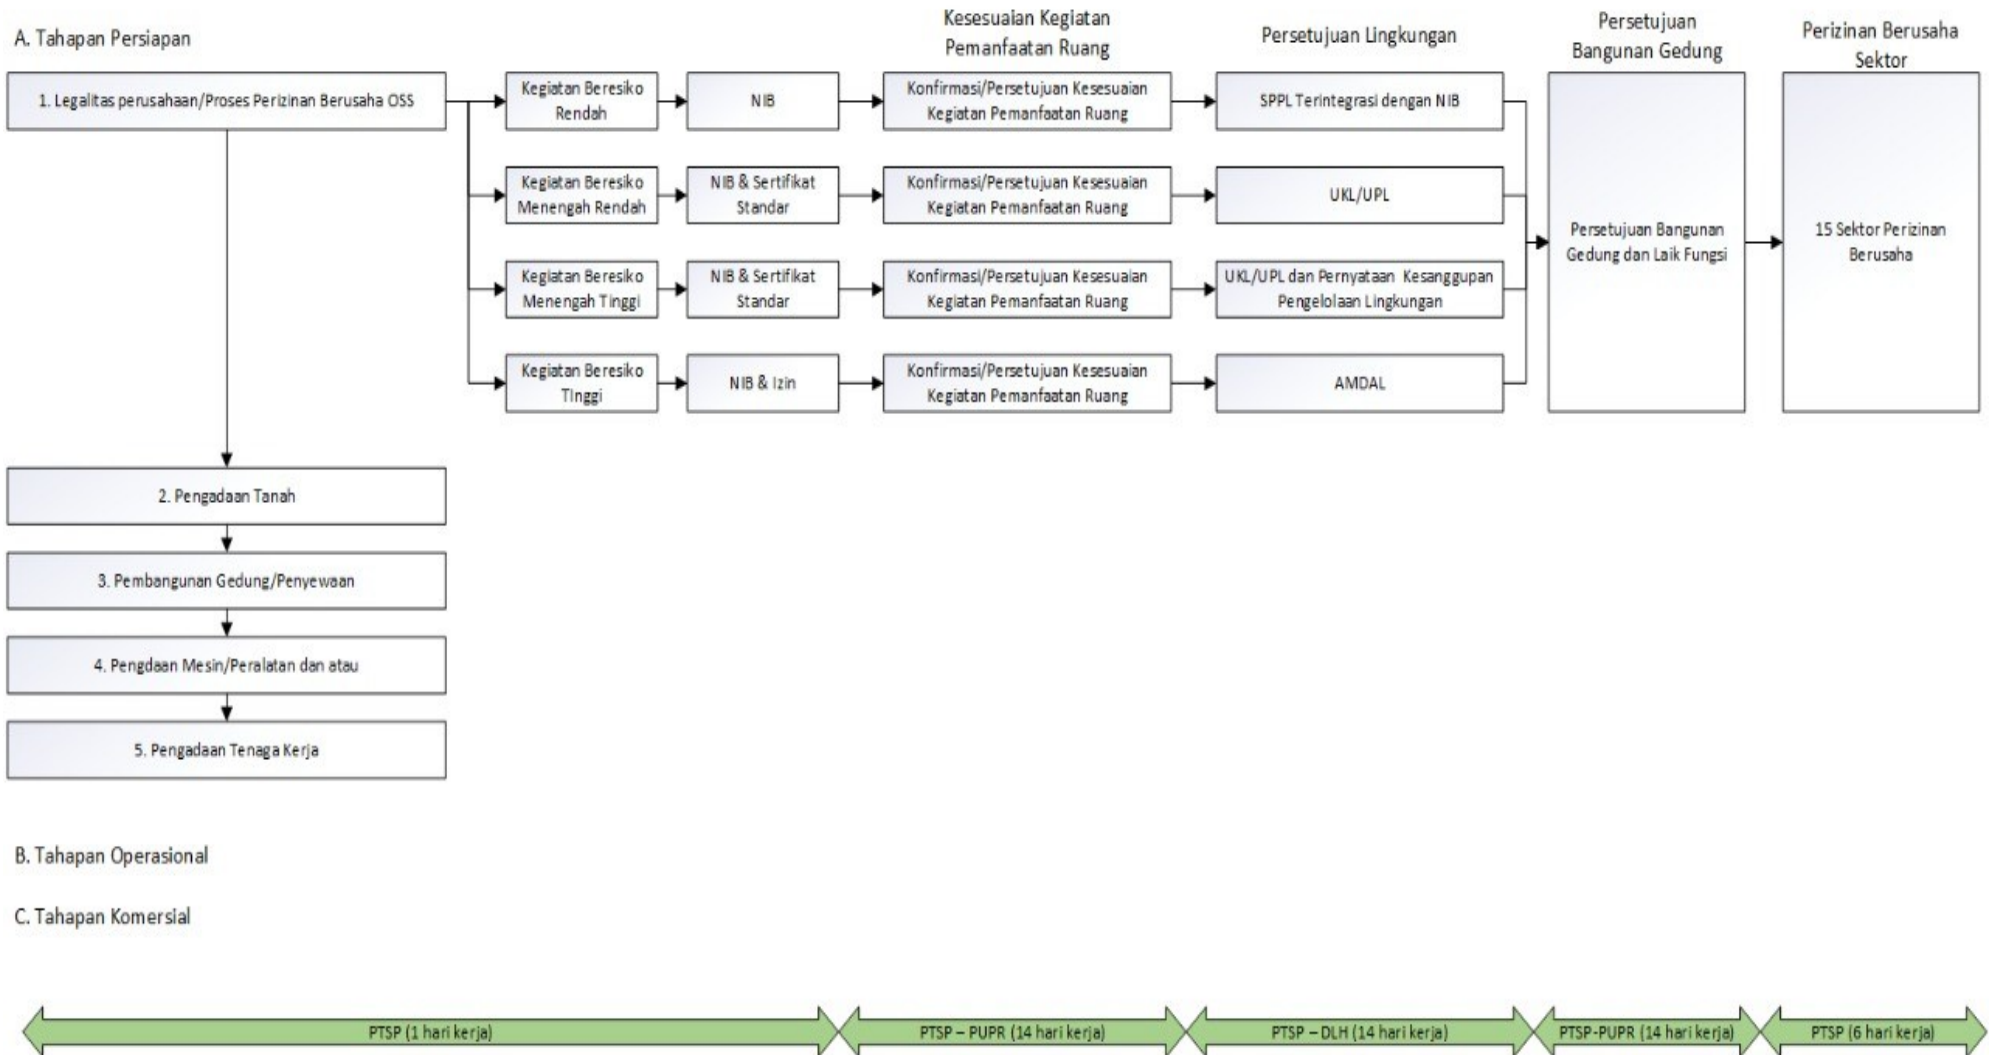 A. Tahapan Persiapan
Kesesuaian Kegiatan
Pemanfaatan Ruang
Persetujuan Lingkungan
Persetujuan
Bangunan Gedung
Perizinan Berusaha
Sektor
1. Legalitas perusahaan/Proses Perizinan Berusaha OSS
Kegiatan Beresiko
Rendah
NIB
Konfirmasi/Persetujuan Kesesuaian
Kegiatan Pemanfaatan Ruang
SPPL Terintegrasi dengan NIB
Kegiatan Beresiko
Menengah Rendah
NIB & Sertifikat
Standar
Konfirmasi/Persetujuan Kesesuaian
Kegiatan Pemanfaatan Ruang
UKL/UPL
Kegiatan Beresiko
Menengah Tinggi
NIB & Sertifikat
Standar
Konfirmasi/Persetujuan Kesesuaian
Kegiatan Pemanfaatan Ruang
UKL/UPL dan Pernyataan Kesanggupan
Pengelolaan Lingkungan
Kegiatan Beresiko
TInggi
NIB & Izin
Konfirmasi/Persetujuan Kesesuaian
Kegiatan Pemanfaatan Ruang
AMDAL
Persetujuan Bangunan
Gedung dan Laik Fungsi
15 Sektor Perizinan
Berusaha
2. Pengadaan Tanah
3. Pembangunan Gedung/Penyewaan
4. Pengdaan Mesin/Peralatan dan atau
5. Pengadaan Tenaga Kerja
B. Tahapan Operasional
C. Tahapan Komersial
PTSP (1 hari kerja)
PTSP – PUPR (14 hari kerja)
PTSP – DLH (14 hari kerja)
PTSP-PUPR (14 hari kerja)
PTSP (6 hari kerja)